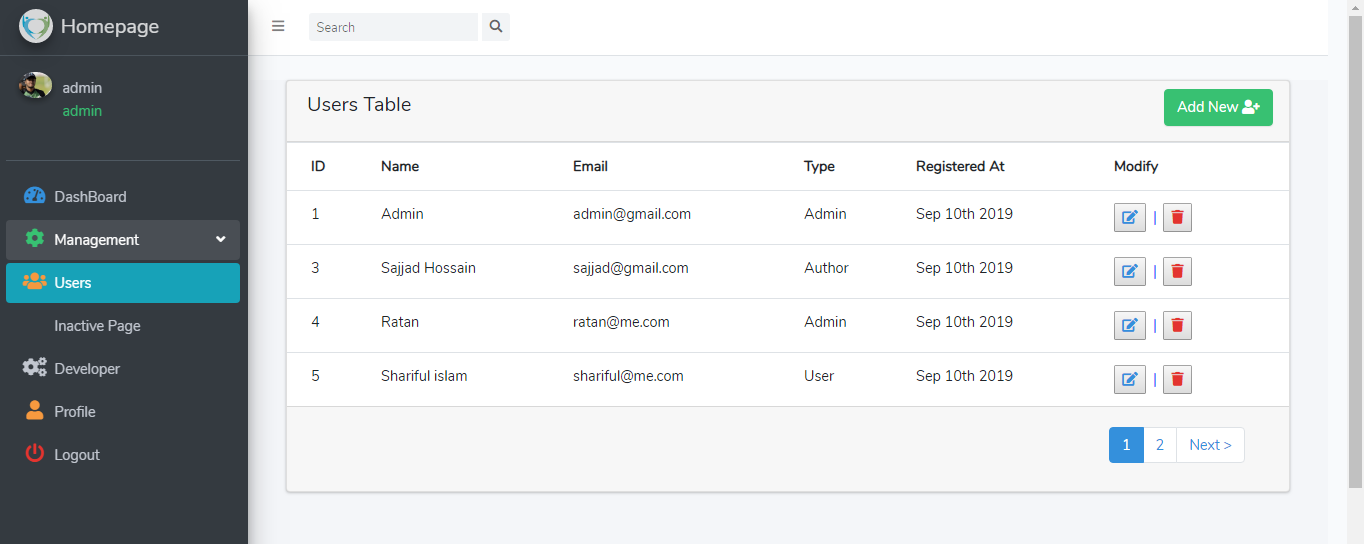 Homepage
Search
admin
admin
DashBoard
Management
Users
Inactive Page
Developer
Profile
Logout
Users Table
Add New
ID Name Email Type Registered At Modify
1 Admin admin@gmail.com Admin Sep 10th 2019 |
3 Sajjad Hossain sajjad@gmail.com Author Sep 10th 2019 |
4 Ratan ratan@me.com Admin Sep 10th 2019 |
5 Shariful islam shariful@me.com User Sep 10th 2019 |
1 2 Next >